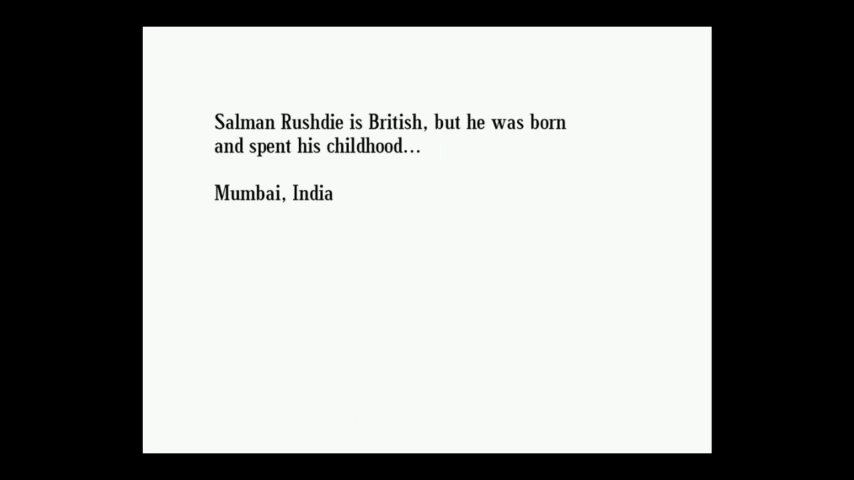 Salman Rushdie is British, but he was born
and spent his childhood...
Mumbai, India